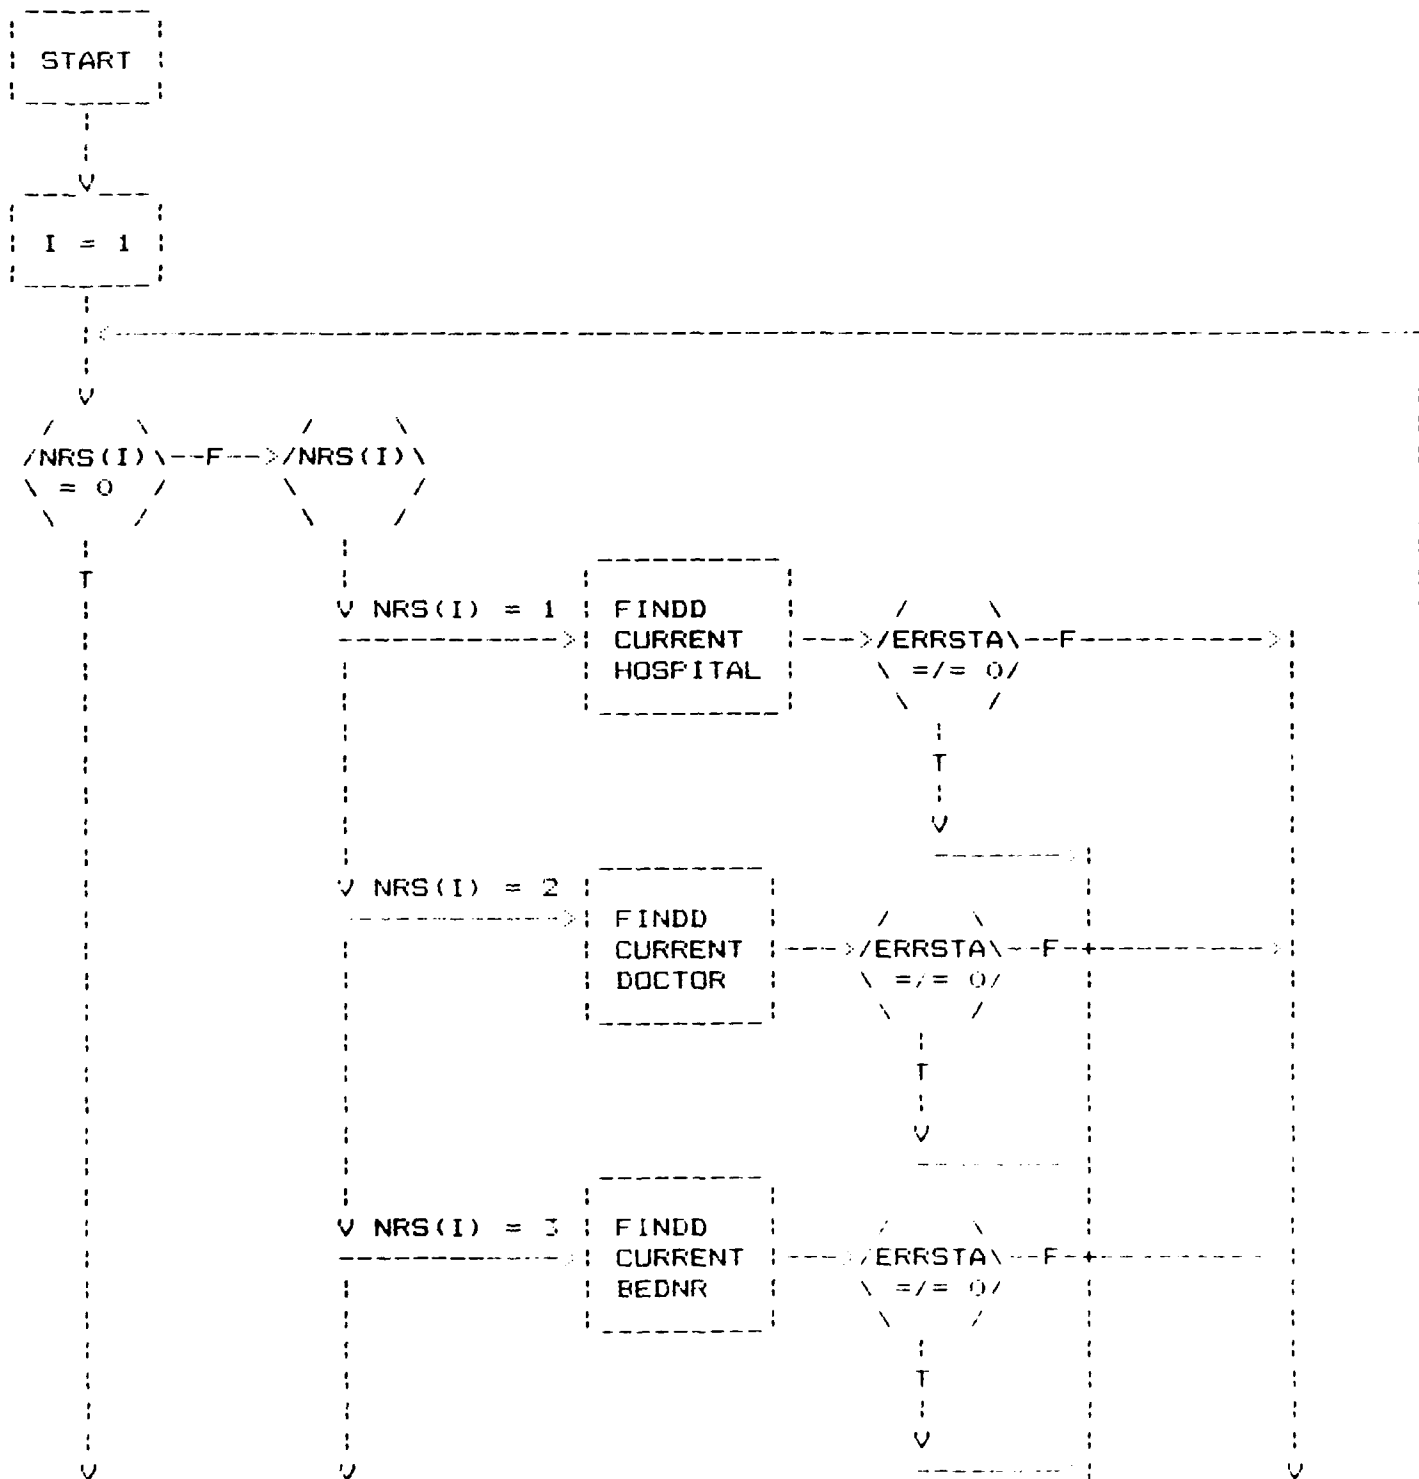 START
I = 1
NRS(I) F NRS(I)
= 0
T
NRS(I) = 1 FINDD
CURRENT ERRSTA F
HOSPITAL =/= 0
T
NRS(I) = 2
FINDD
CURRENT ERRSTA F
DOCTOR =/= 0
T
NRS(I) = 3 FINDD
CURRENT ERRSTA F
BEDNR =/= 0
T